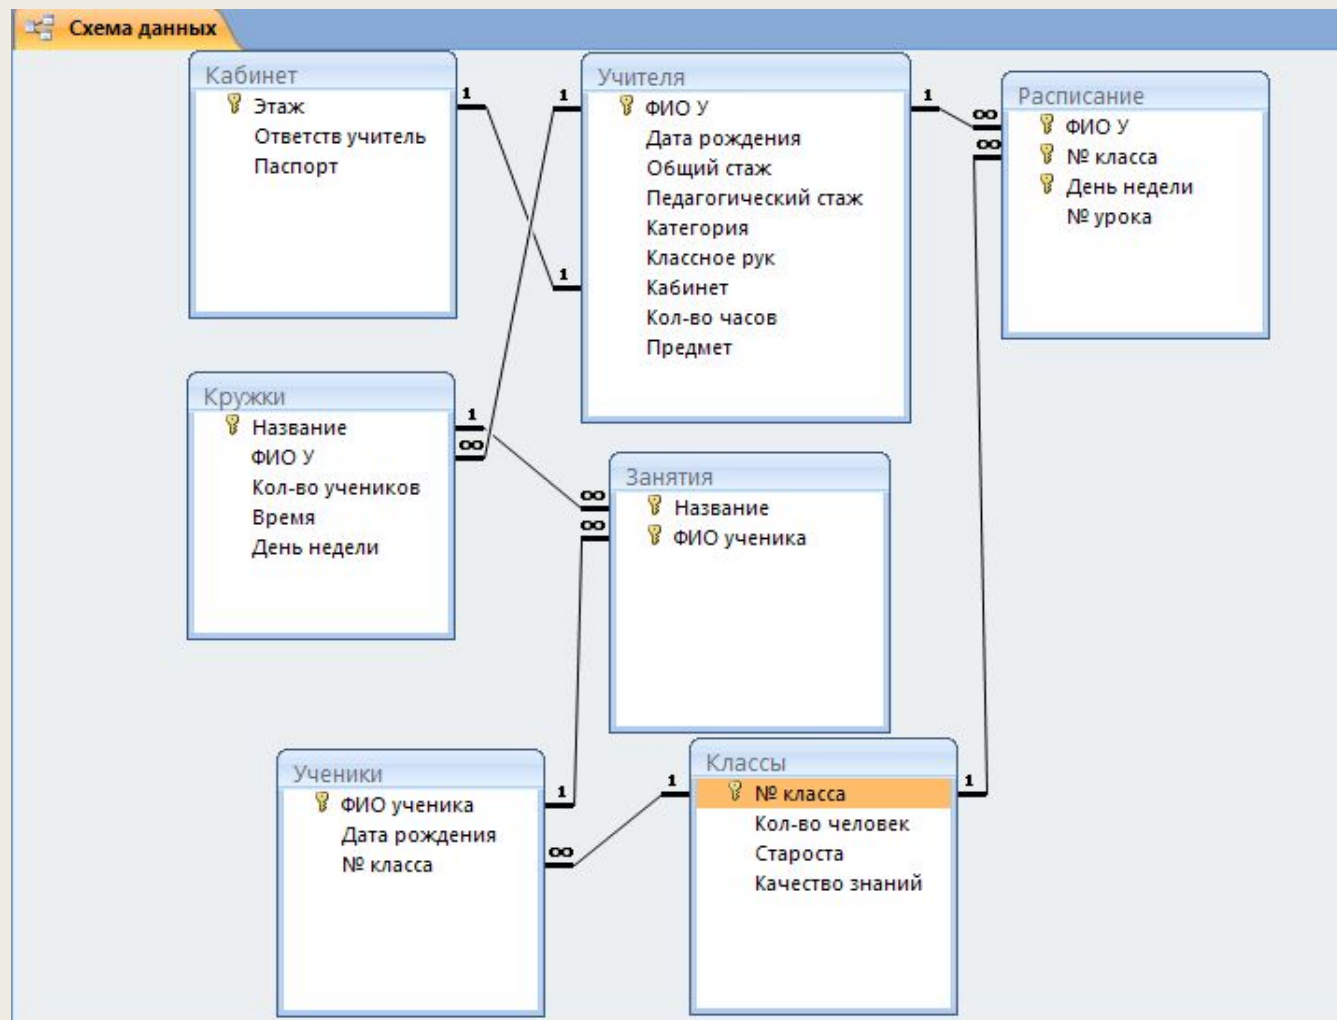 Схема данных
Кабинет
Этаж
Ответств учитель
Паспорт
1
1
Учителя
ФИО У
Дата рождения
Общий стаж
Педагогический стаж
Категория
Классное рук
Кабинет
Кол-во часов
Предмет
1
1
Расписание
ФИО У
№ класса
День недели
№ урока
∞
∞
Кружки
Название
ФИО У
Кол-во учеников
Время
День недели
1
∞
Занятия
Название
ФИО ученика
∞
∞
Ученики
ФИО ученика
Дата рождения
№ класса
1
∞
Классы
№ класса
Кол-во человек
Староста
Качество знаний
1
1